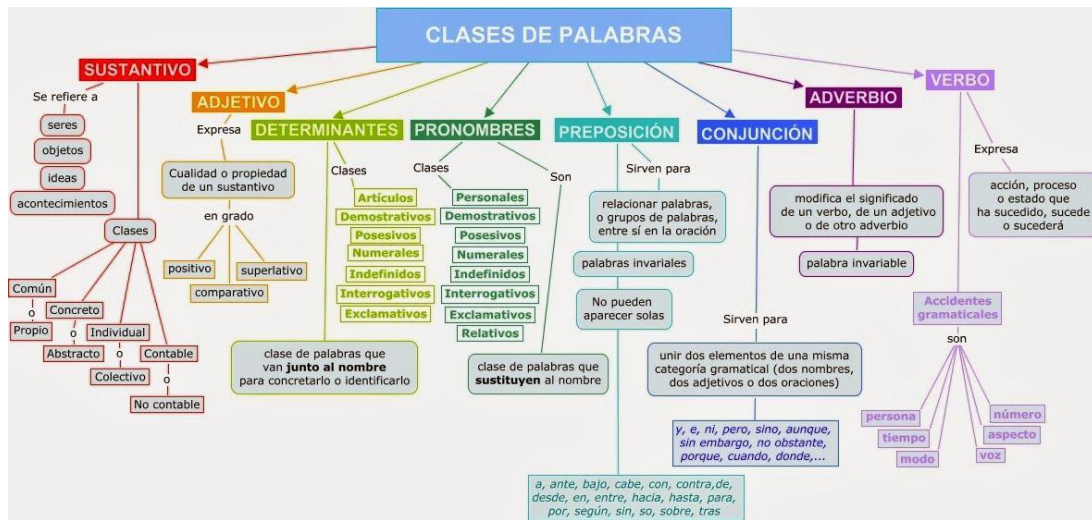 CLASES DE PALABRAS
SUSTANTIVO
Se refiere a
seres
objetos
ideas
acontecimientos
Clases
Común
o
Propio
Concreto
o
Abstracto
Individual
o
Colectivo
Contable
o
No contable
ADJETIVO
Expresa
Cualidad o propiedad
de un sustantivo
en grado
positivo
comparativo
superlativo
DETERMINANTES
Clases
Artículos
Demostrativos
Posesivos
Numerales
Indefinidos
Interrogativos
Exclamativos
clase de palabras que
van junto al nombre
para concretarlo o identificarlo
PRONOMBRES
Clases
Personales
Demostrativos
Posesivos
Numerales
Indefinidos
Interrogativos
Exclamativos
Relativos
Son
clase de palabras que
sustituyen al nombre
PREPOSICIÓN
Sirven para
relacionar palabras,
o grupos de palabras,
entre sí en la oración
palabras invariales
No pueden
aparecer solas
a, ante, bajo, cabe, con, contra,de,
desde, en, entre, hacia, hasta, para,
por, según, sin, so, sobre, tras
CONJUNCIÓN
Sirven para
unir dos elementos de una misma
categoría gramatical (dos nombres,
dos adjetivos o dos oraciones)
y, e, ni, pero, sino, aunque,
sin embargo, no obstante,
porque, cuando, donde,...
ADVERBIO
modifica el significado
de un verbo, de un adjetivo
o de otro adverbio
palabra invariable
VERBO
Expresa
acción, proceso
o estado que
ha sucedido, sucede
o sucederá
Accidentes
gramaticales
son
persona
tiempo
modo
voz
aspecto
número